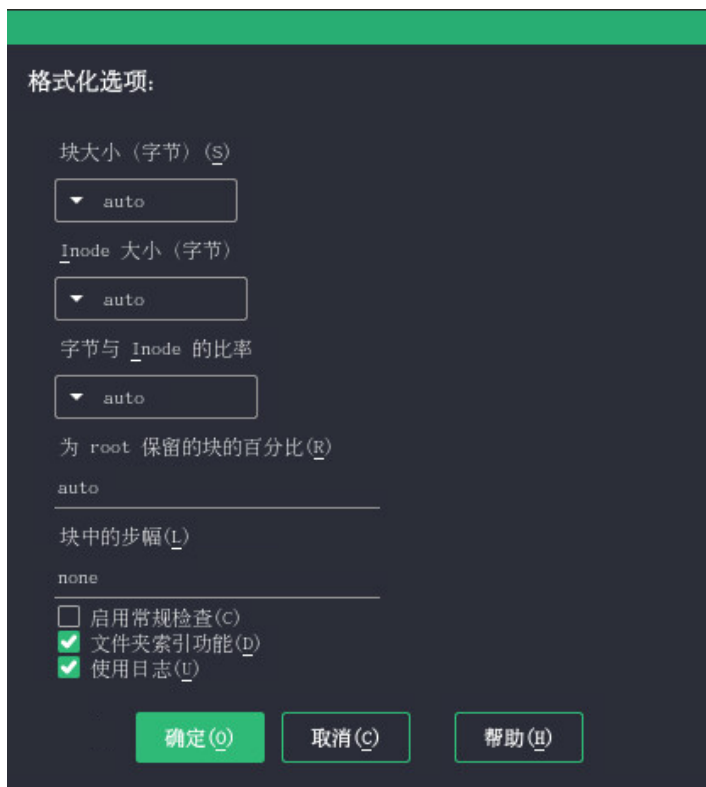 格式化选项:
块大小（字节）(S)
auto
Inode 大小（字节）
auto
字节与 Inode 的比率
auto
为 root 保留的块的百分比(R)
auto
块中的步幅(L)
none
启用常规检查(C)
文件夹索引功能(D)
使用日志(U)
确定(O) 取消(C) 帮助(H)